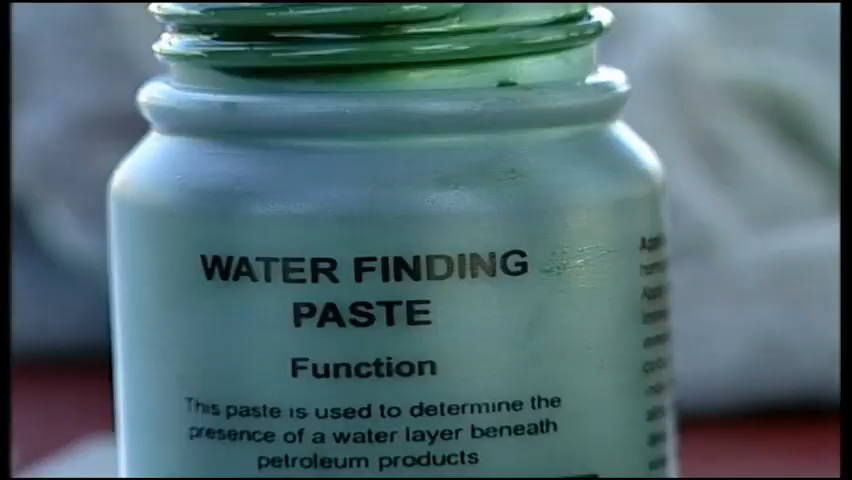 WATER FINDING
PASTE
Function
This paste is used to determine the
presence of a water layer beneath
petroleum products